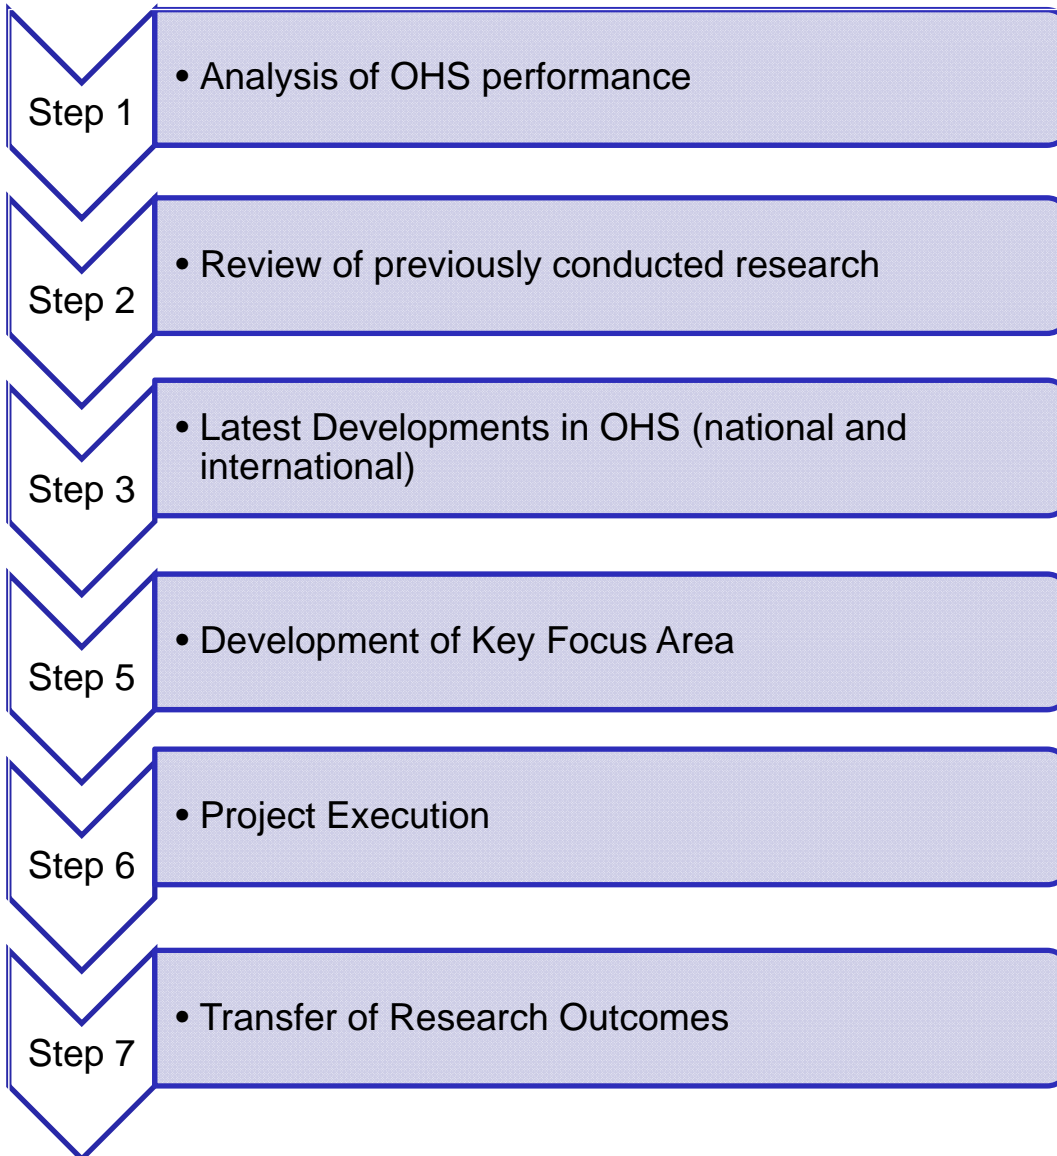 Step 1
• Analysis of OHS performance
Step 2
• Review of previously conducted research
Step 3
• Latest Developments in OHS (national and
international)
Step 5
• Development of Key Focus Area
Step 6
• Project Execution
Step 7
• Transfer of Research Outcomes